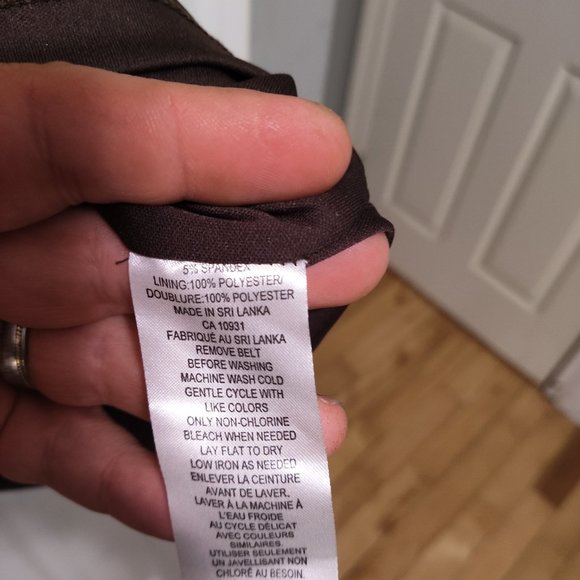 5% SPANDEX
LINING:100% POLYESTER/
DOUBLURE:100% POLYESTER
MADE IN SRI LANKA
CA 10931
FABRIQUÉ AU SRI LANKA
REMOVE BELT
BEFORE WASHING
MACHINE WASH COLD
GENTLE CYCLE WITH
LIKE COLORS
ONLY NON-CHLORINE
BLEACH WHEN NEEDED
LAY FLAT TO DRY
LOW IRON AS NEEDED
ENLEVER LA CEINTURE
AVANT DE LAVER.
LAVER À LA MACHINE À
L'EAU FROIDE
AU CYCLE DÉLICAT
AVEC COULEURS
SIMILAIRES.
UTILISER SEULEMENT
UN JAVELLISANT NON
CHLORÉ AU BESOIN.